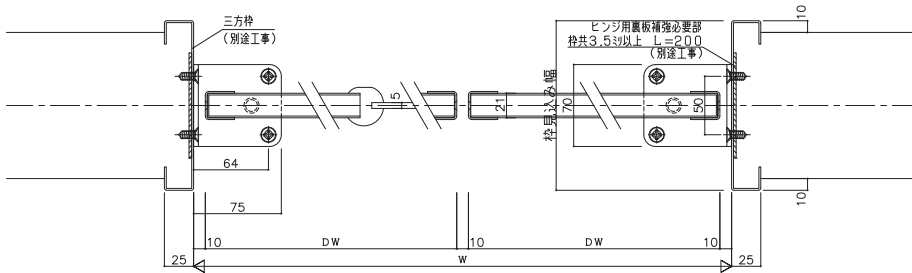 三方枠
(別途工事)
ヒンジ用裏板補強必要部
枠共3.5㍉以上 L=200
(別途工事)
10
5
21
枠見込み幅
70
50
64
75
10
10
DW
10
DW
10
25
W
25